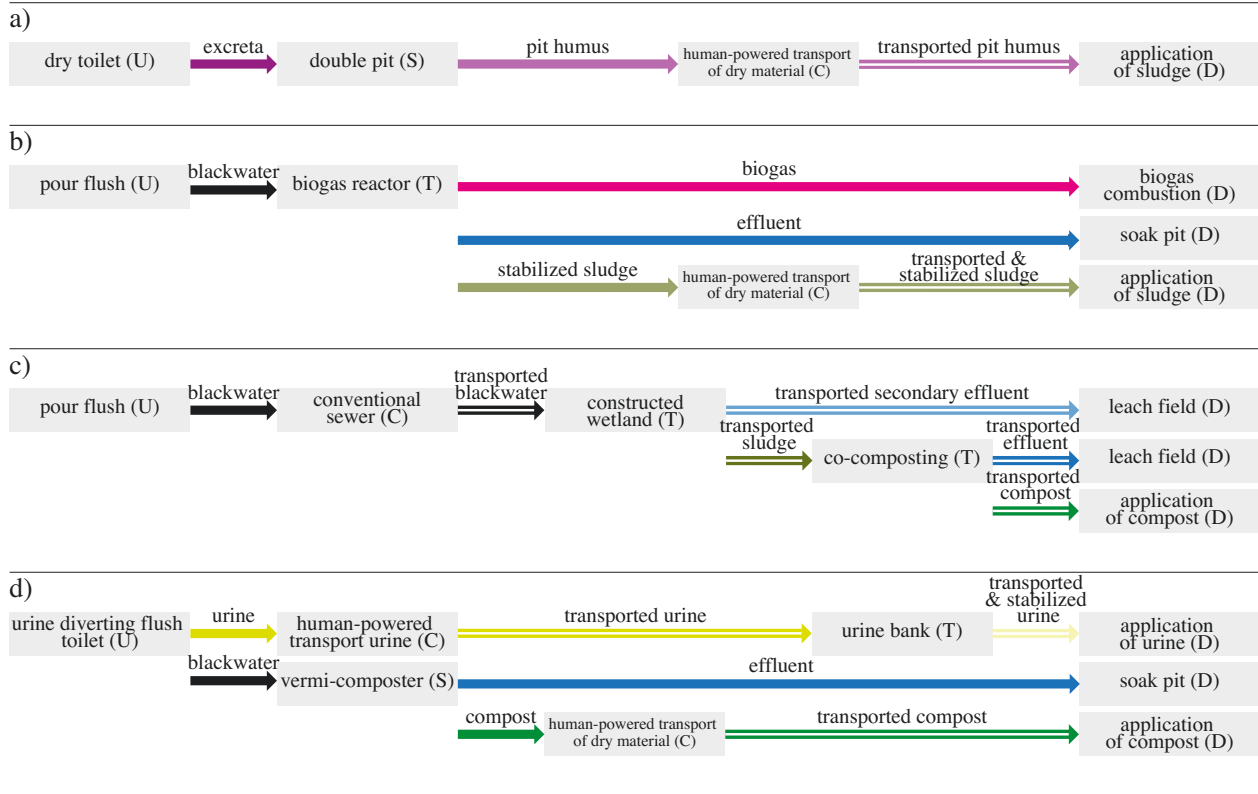 a)
excreta
pit humus
transported pit humus
dry toilet (U)
double pit (S)
human-powered transport
of dry material (C)
application
of sludge (D)
b)
blackwater
biogas
pour flush (U)
biogas reactor (T)
biogas
combustion (D)
effluent
soak pit (D)
stabilized sludge
human-powered transport
of dry material (C)
transported &
stabilized sludge
application
of sludge (D)
c)
blackwater
transported
blackwater
transported secondary effluent
pour flush (U)
conventional
sewer (C)
constructed
wetland (T)
leach field (D)
transported
sludge
co-composting (T)
transported
effluent
leach field (D)
transported
compost
application
of compost (D)
d)
urine
transported urine
transported
& stabilized
urine
urine diverting flush
toilet (U)
human-powered
transport urine (C)
urine bank (T)
application
of urine (D)
blackwater
vermi-composter (S)
effluent
soak pit (D)
compost
human-powered transport
of dry material (C)
transported compost
application
of compost (D)